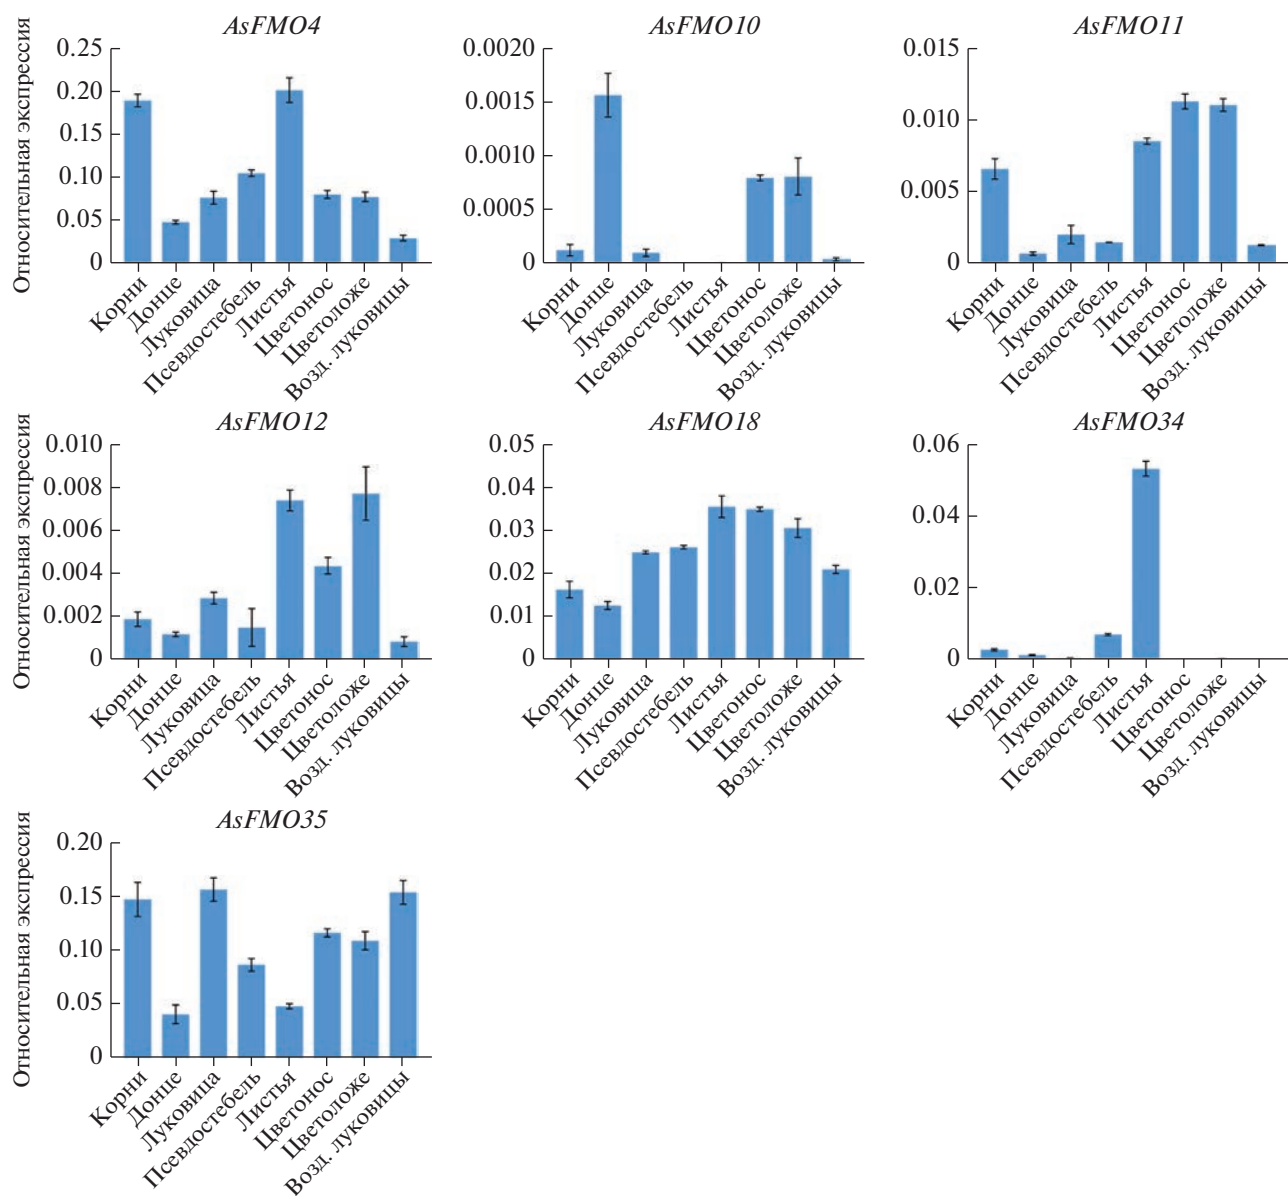 AsFMO4
Относительная экспрессия
0.25
0.20
0.15
0.10
0.05
0
Корни
Донце
Луковица
Псевдостебель
Листья
Цветонос
Цветоложе
Возд. луковицы
AsFMO10
0.0020
0.0015
0.0010
0.0005
0
Корни
Донце
Луковица
Псевдостебель
Листья
Цветонос
Цветоложе
Возд. луковицы
AsFMO11
0.015
0.010
0.005
0
Корни
Донце
Луковица
Псевдостебель
Листья
Цветонос
Цветоложе
Возд. луковицы
AsFMO12
Относительная экспрессия
0.010
0.008
0.006
0.004
0.002
0
Корни
Донце
Луковица
Псевдостебель
Листья
Цветонос
Цветоложе
Возд. луковицы
AsFMO18
0.05
0.04
0.03
0.02
0.01
0
Корни
Донце
Луковица
Псевдостебель
Листья
Цветонос
Цветоложе
Возд. луковицы
AsFMO34
0.06
0.04
0.02
0
Корни
Донце
Луковица
Псевдостебель
Листья
Цветонос
Цветоложе
Возд. луковицы
AsFMO35
Относительная экспрессия
0.20
0.15
0.10
0.05
0
Корни
Донце
Луковица
Псевдостебель
Листья
Цветонос
Цветоложе
Возд. луковицы